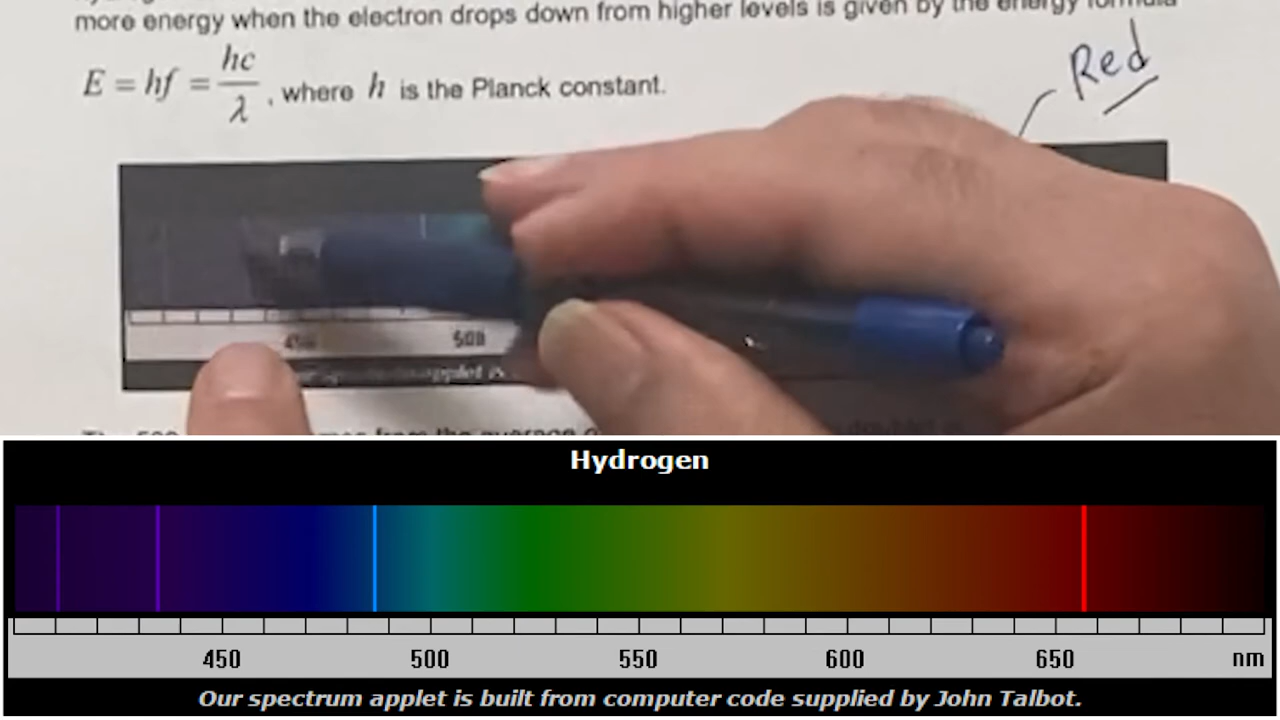 more energy when the electron drops down from higher levels is given by the energy formula
Red
E = hf = hc/λ , where h is the Planck constant.
500
applet is
Hydrogen
450 500 550 600 650 nm
Our spectrum applet is built from computer code supplied by John Talbot.